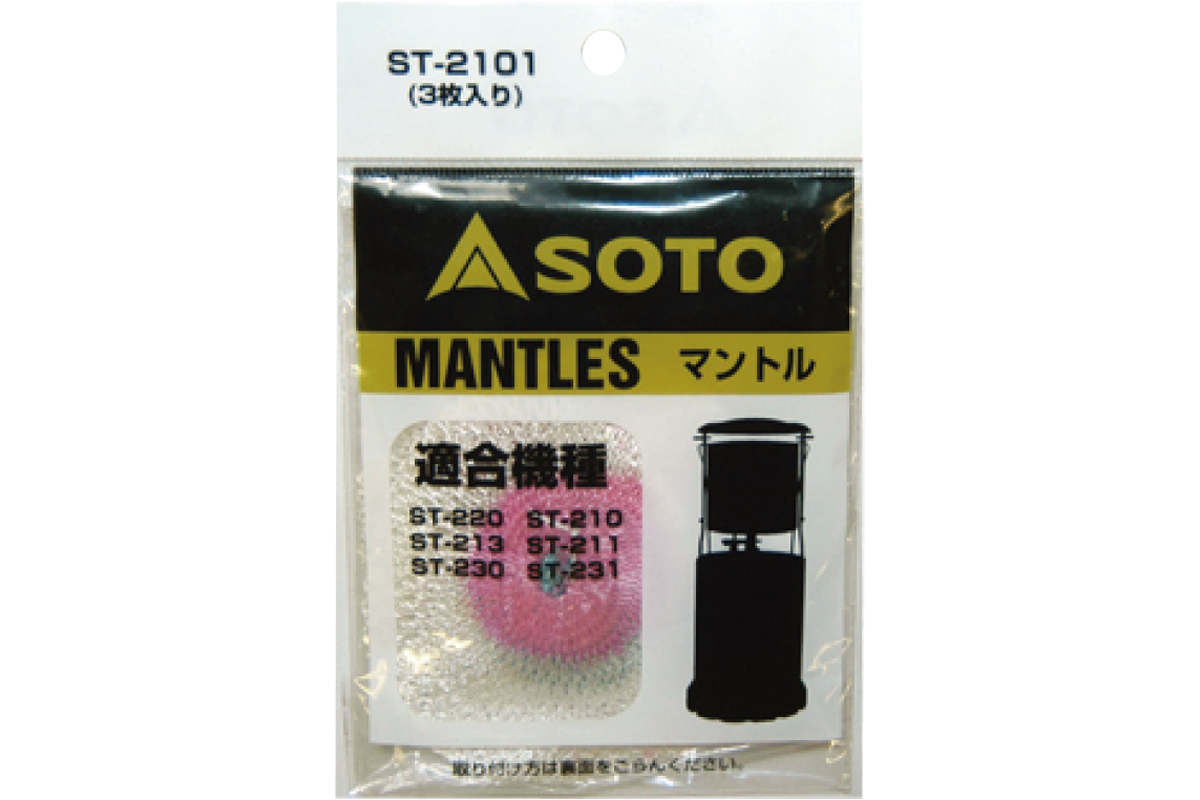 ST-2101
(3枚入り)
SOTO
MANTLES マントル
適合機種
ST-220 ST-210
ST-213 ST-211
ST-230 ST-231
取り付け方は裏面をごらんください。